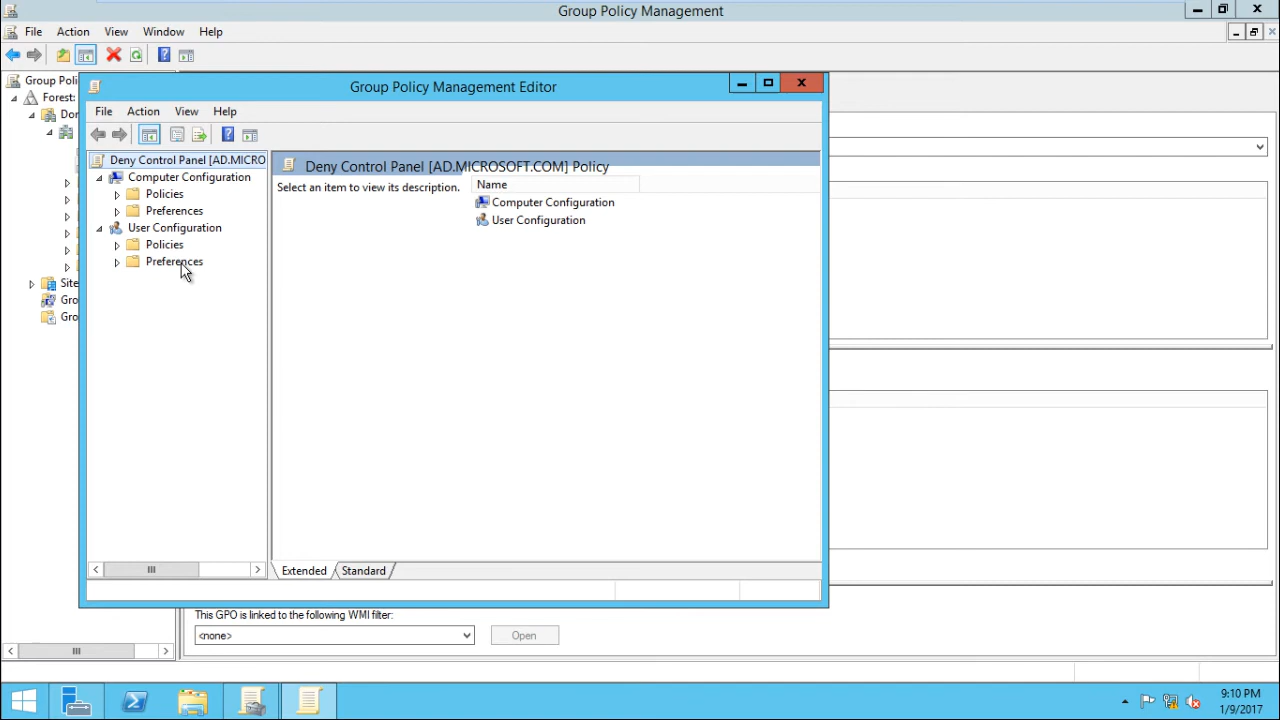 Group Policy Management
File Action View Window Help
Group Poli
Forest:
Dor
Site
Gro
Gro
Group Policy Management Editor
File Action View Help
Deny Control Panel [AD.MICRO
Computer Configuration
Policies
Preferences
User Configuration
Policies
Preferences
Deny Control Panel [AD.MICROSOFT.COM] Policy
Select an item to view its description.
Name
Computer Configuration
User Configuration
Extended Standard
This GPO is linked to the following WMI filter:
<none> Open
9:10 PM
1/9/2017